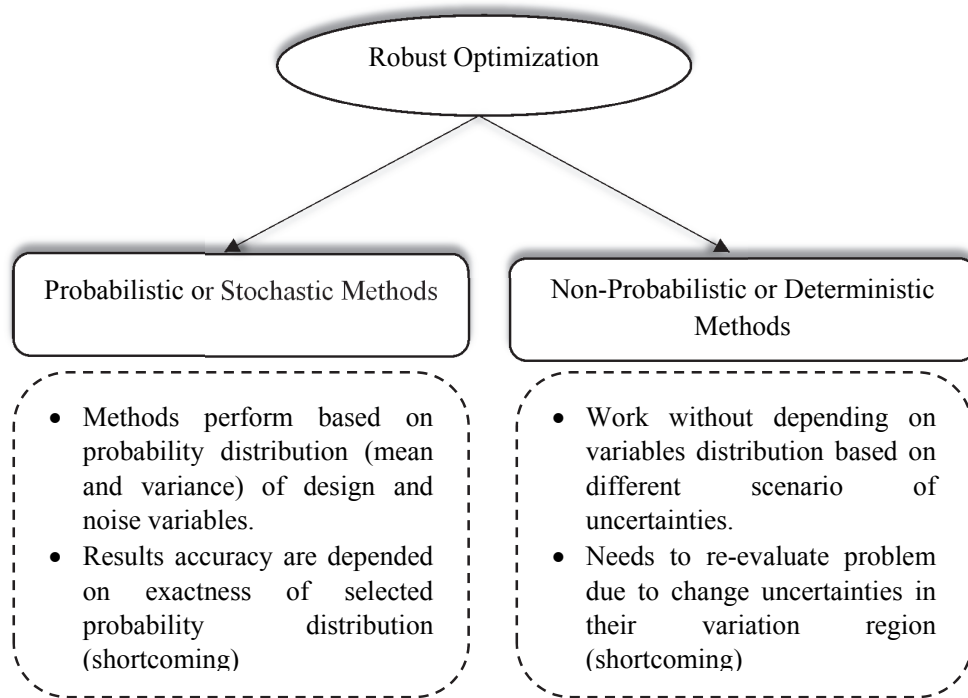 Robust Optimization
Probabilistic or Stochastic Methods
Non-Probabilistic or Deterministic
Methods
• Methods perform based on
probability distribution (mean
and variance) of design and
noise variables.
• Results accuracy are depended
on exactness of selected
probability distribution
(shortcoming)
• Work without depending on
variables distribution based on
different scenario of
uncertainties.
• Needs to re-evaluate problem
due to change uncertainties in
their variation region
(shortcoming)